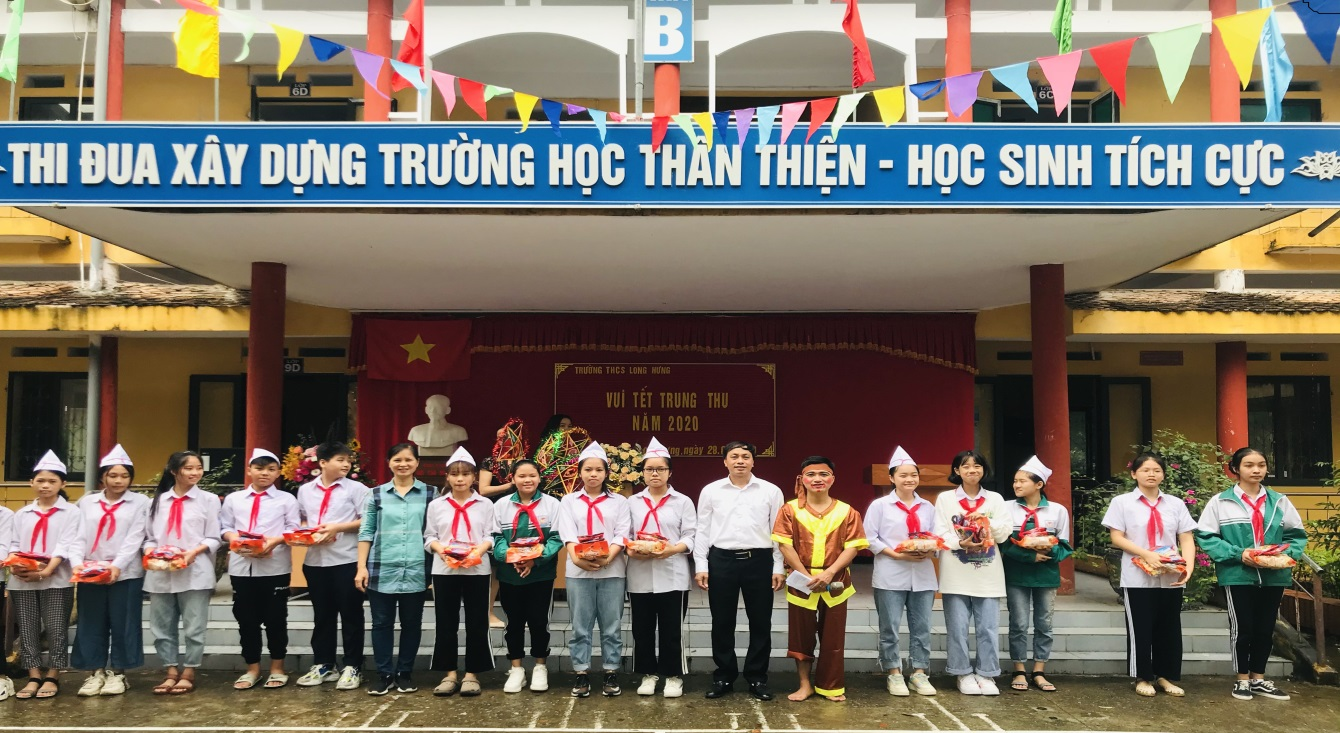 B
6D
6C
THI ĐUA XÂY DỰNG TRƯỜNG HỌC THÂN THIỆN - HỌC SINH TÍCH CỰC
9D
TRƯỜNG THCS LONG HƯNG
VUI TẾT TRUNG THU
NĂM 2020